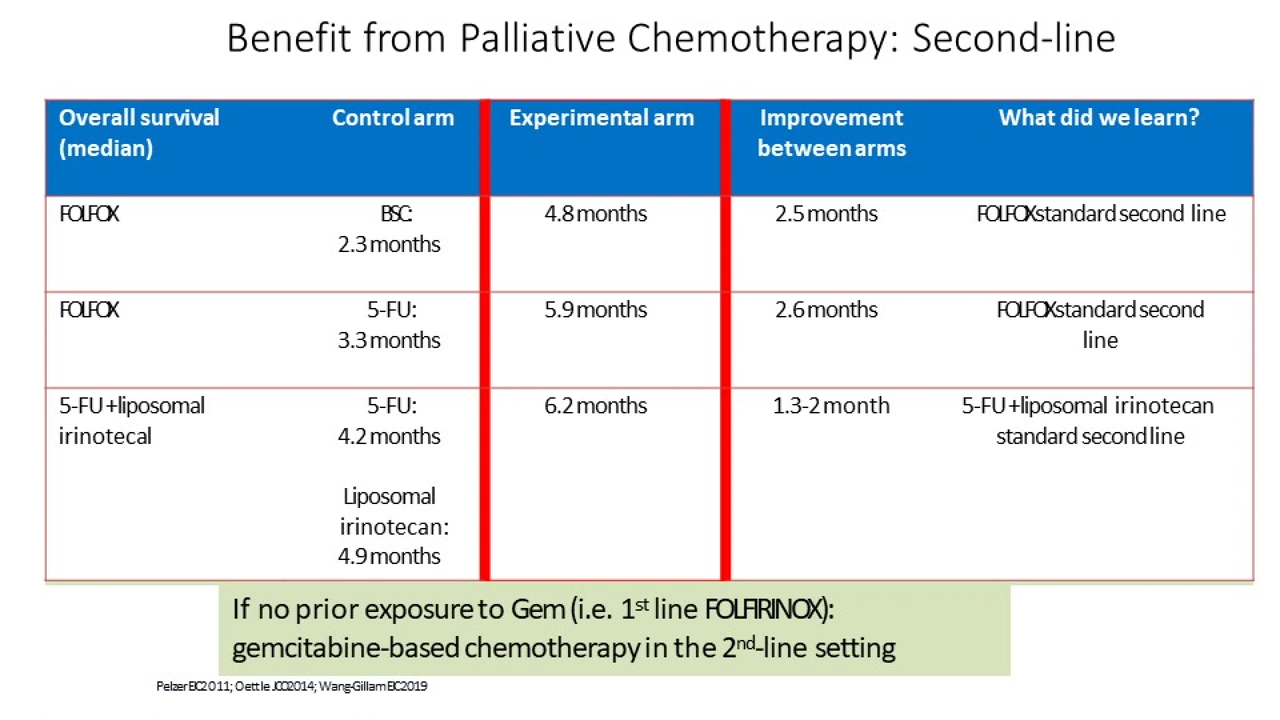 Benefit from Palliative Chemotherapy: Second-line
Overall survival (median) Control arm Experimental arm Improvement between arms What did we learn?
FOLFOX BSC: 2.3 months 4.8 months 2.5 months FOLFOX standard second line
FOLFOX 5-FU: 3.3 months 5.9 months 2.6 months FOLFOX standard second line
5-FU +liposomal irinotecal 5-FU: 4.2 months Liposomal irinotecan: 4.9 months 6.2 months 1.3-2 month 5-FU +liposomal irinotecan standard second line
If no prior exposure to Gem (i.e. 1st line FOLFIRINOX):
gemcitabine-based chemotherapy in the 2nd-line setting
Pelzer EJC 2011; Oettle JCO 2014; Wang-Gillam EJC 2019